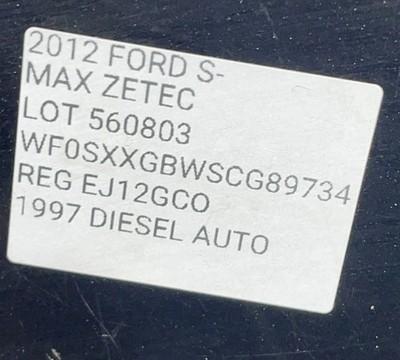 2012 FORD S-
MAX ZETEC
LOT 560803
WF0SXXGBWSCG89734
REG EJ12GCO
1997 DIESEL AUTO